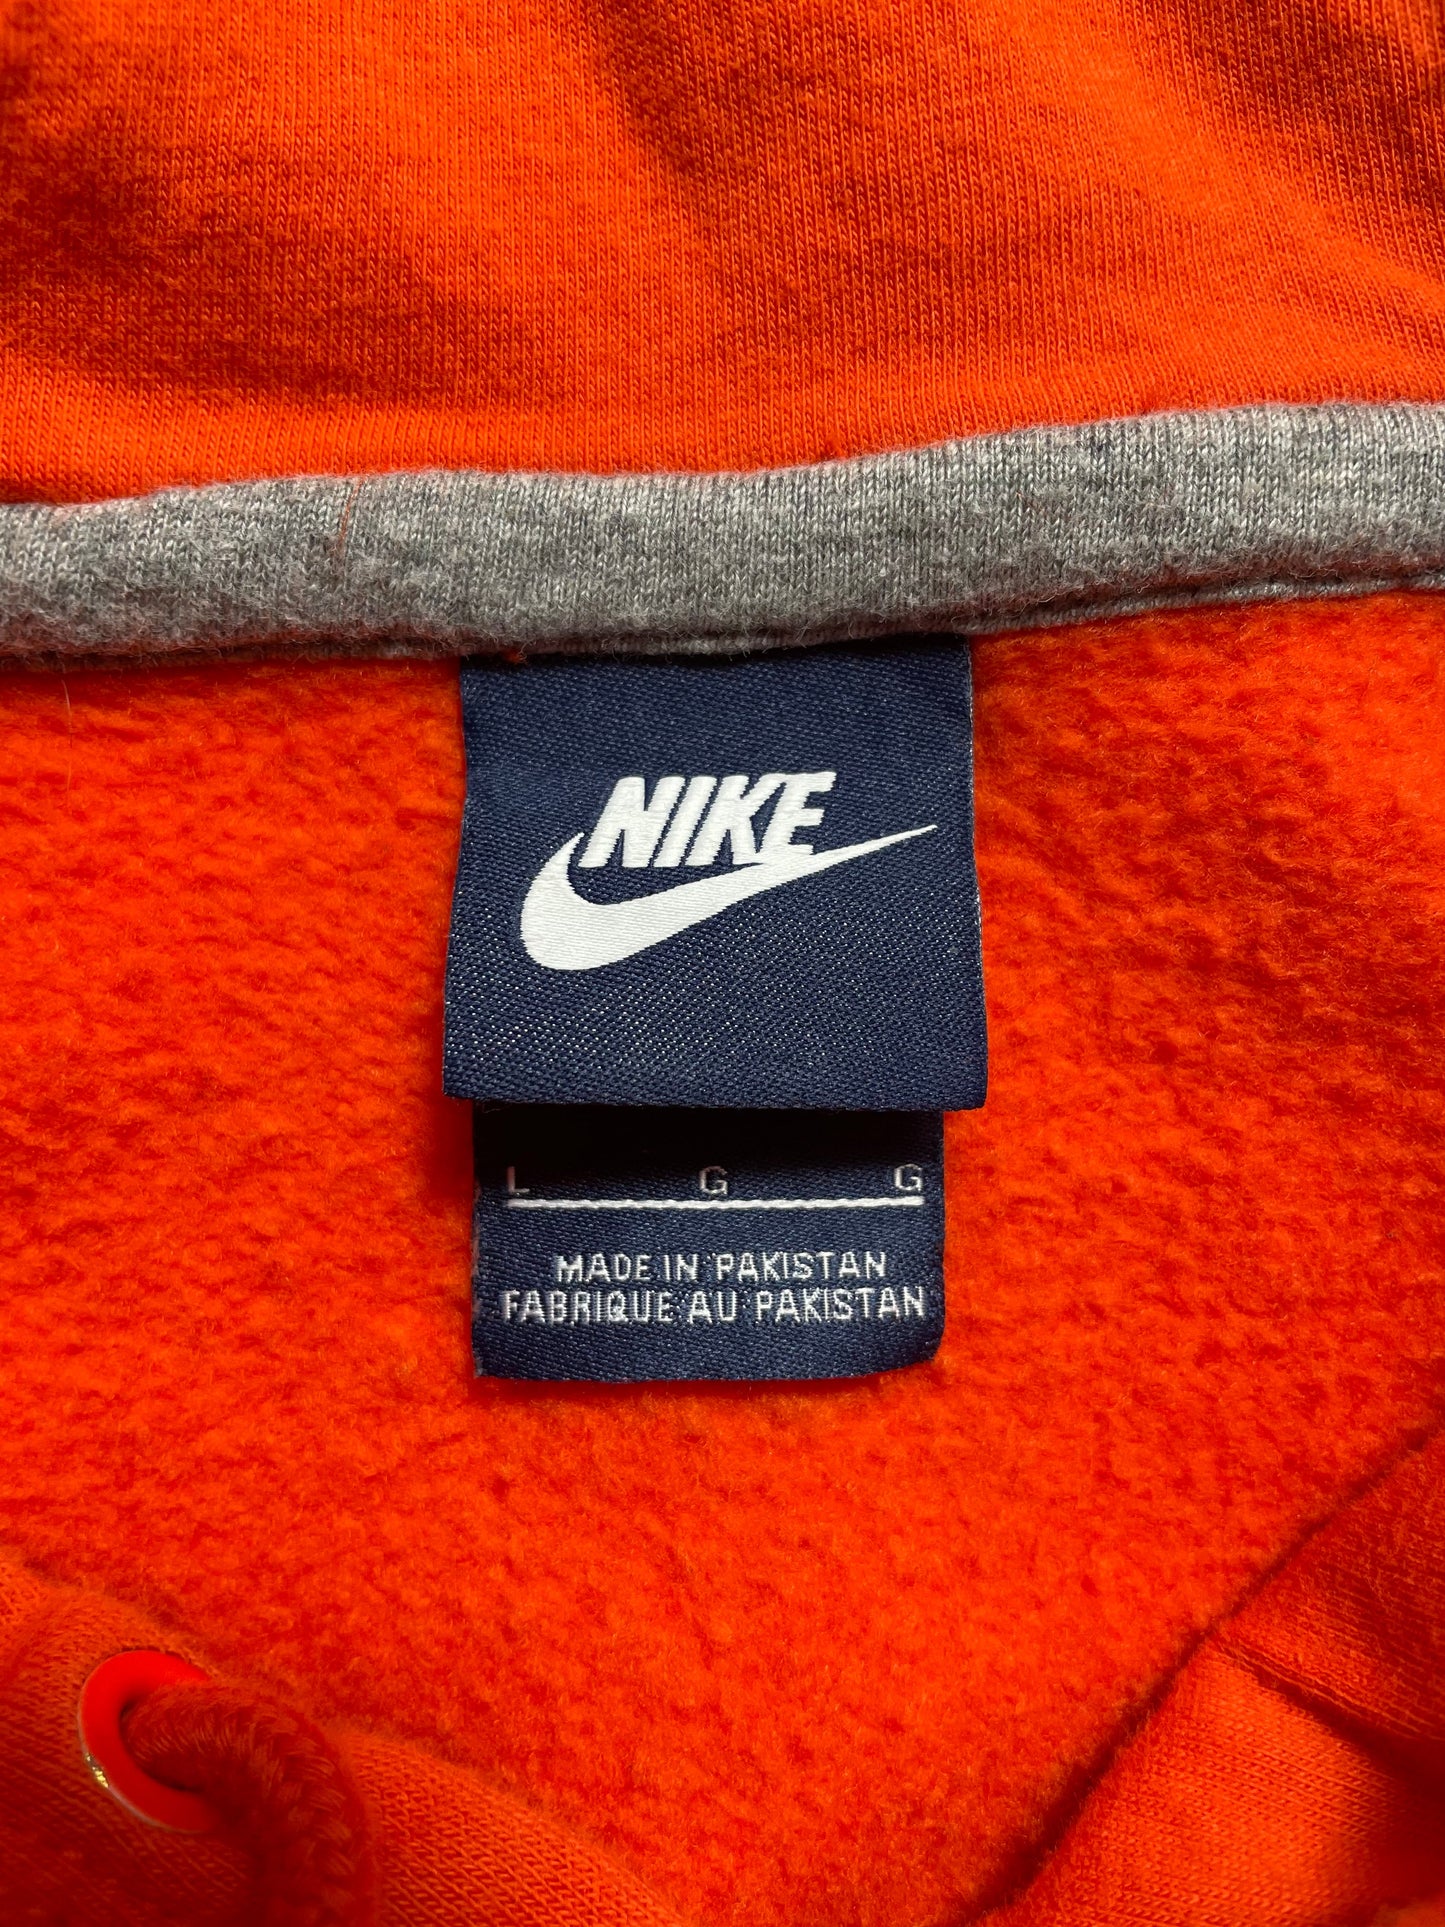 NIKE
L G G
MADE IN PAKISTAN
FABRIQUE AU PAKISTAN